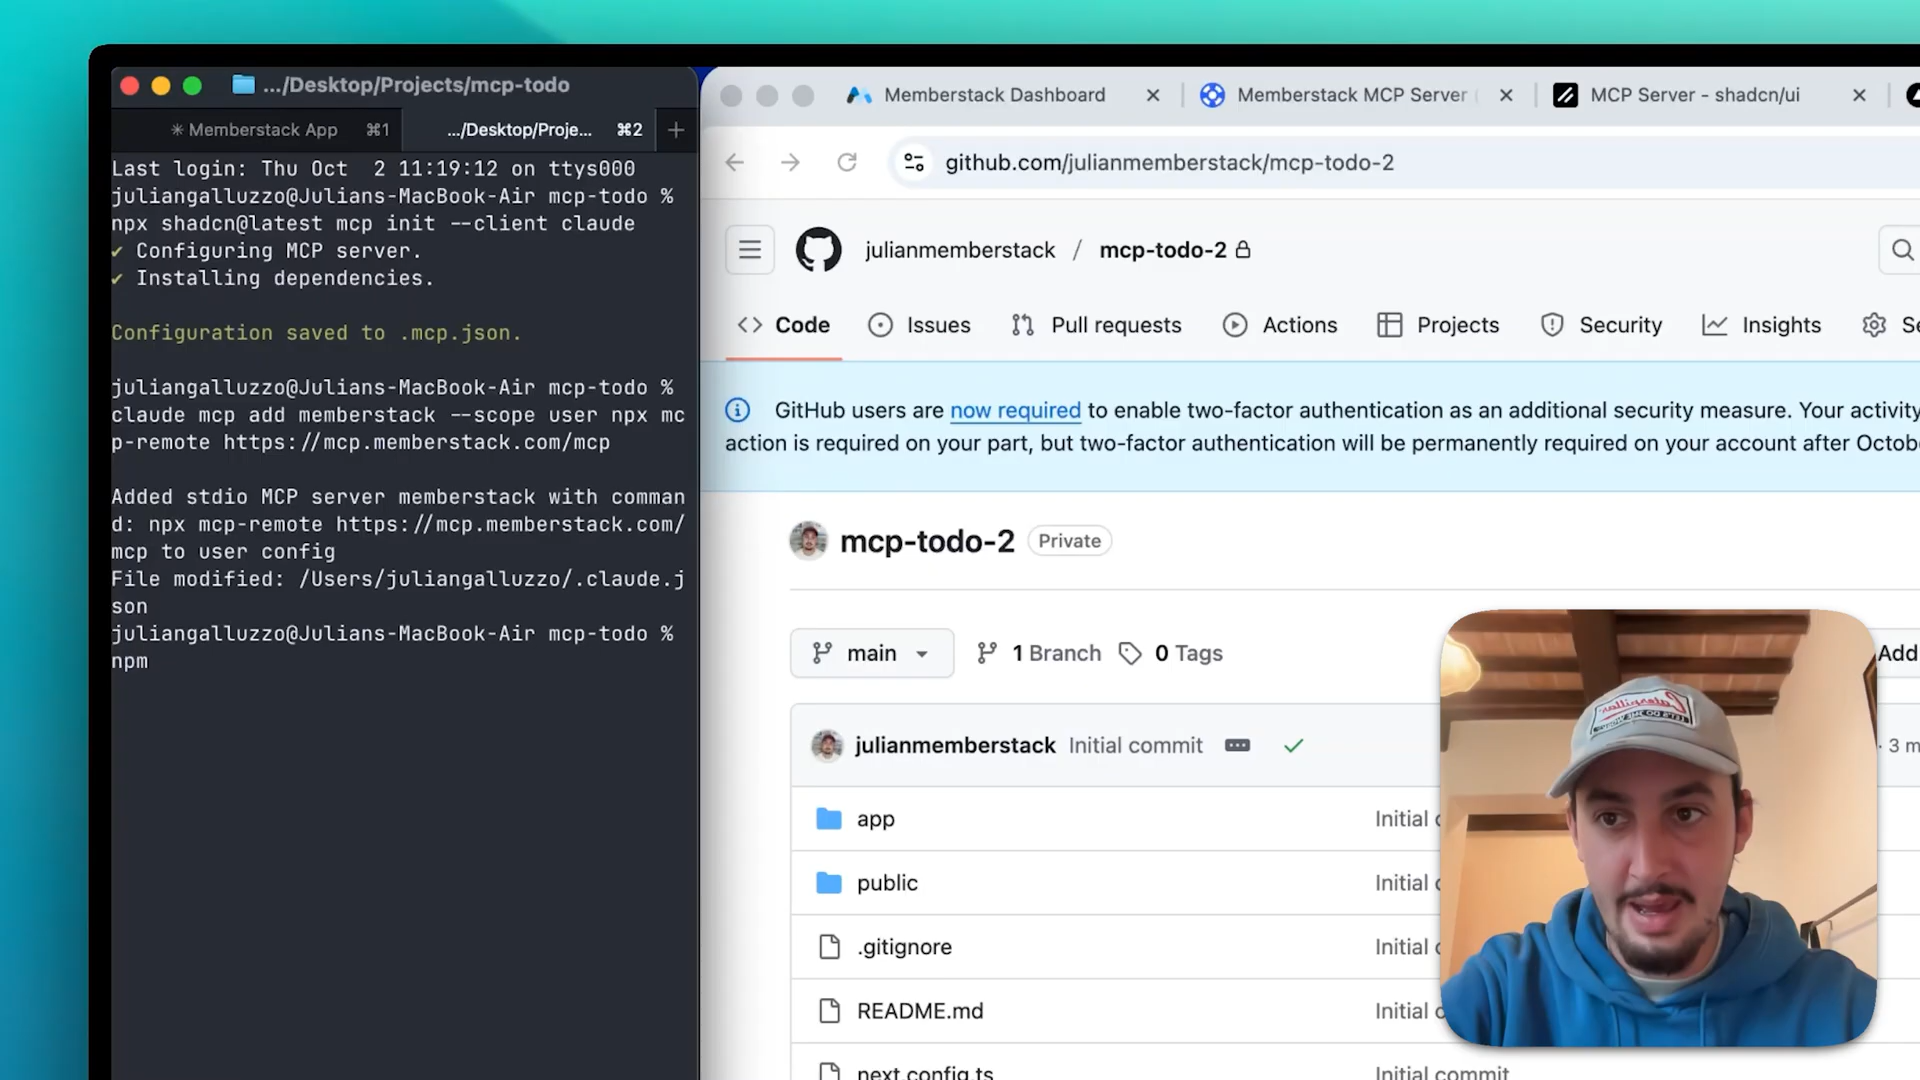 .../Desktop/Projects/mcp-todo
✳ Memberstack App ⌘1
.../Desktop/Proje... ⌘2
Last login: Thu Oct  2 11:19:12 on ttys000
juliangalluzzo@Julians-MacBook-Air mcp-todo %
npx shadcn@latest mcp init --client claude
✔ Configuring MCP server.
✔ Installing dependencies.
Configuration saved to .mcp.json.
juliangalluzzo@Julians-MacBook-Air mcp-todo %
claude mcp add memberstack --scope user npx mc
p-remote https://mcp.memberstack.com/mcp
Added stdio MCP server memberstack with comman
d: npx mcp-remote https://mcp.memberstack.com/
mcp to user config
File modified: /Users/juliangalluzzo/.claude.j
son
juliangalluzzo@Julians-MacBook-Air mcp-todo %
npm
Memberstack Dashboard
Memberstack MCP Server
MCP Server - shadcn/ui
github.com/julianmemberstack/mcp-todo-2
julianmemberstack / mcp-todo-2
Code Issues Pull requests Actions Projects Security Insights Se
GitHub users are now required to enable two-factor authentication as an additional security measure. Your activity
action is required on your part, but two-factor authentication will be permanently required on your account after Octobe
mcp-todo-2 Private
main 1 Branch 0 Tags Add
julianmemberstack Initial commit 3 m
app Initial c
public Initial c
.gitignore Initial c
README.md Initial c
next.config.ts Initial commit